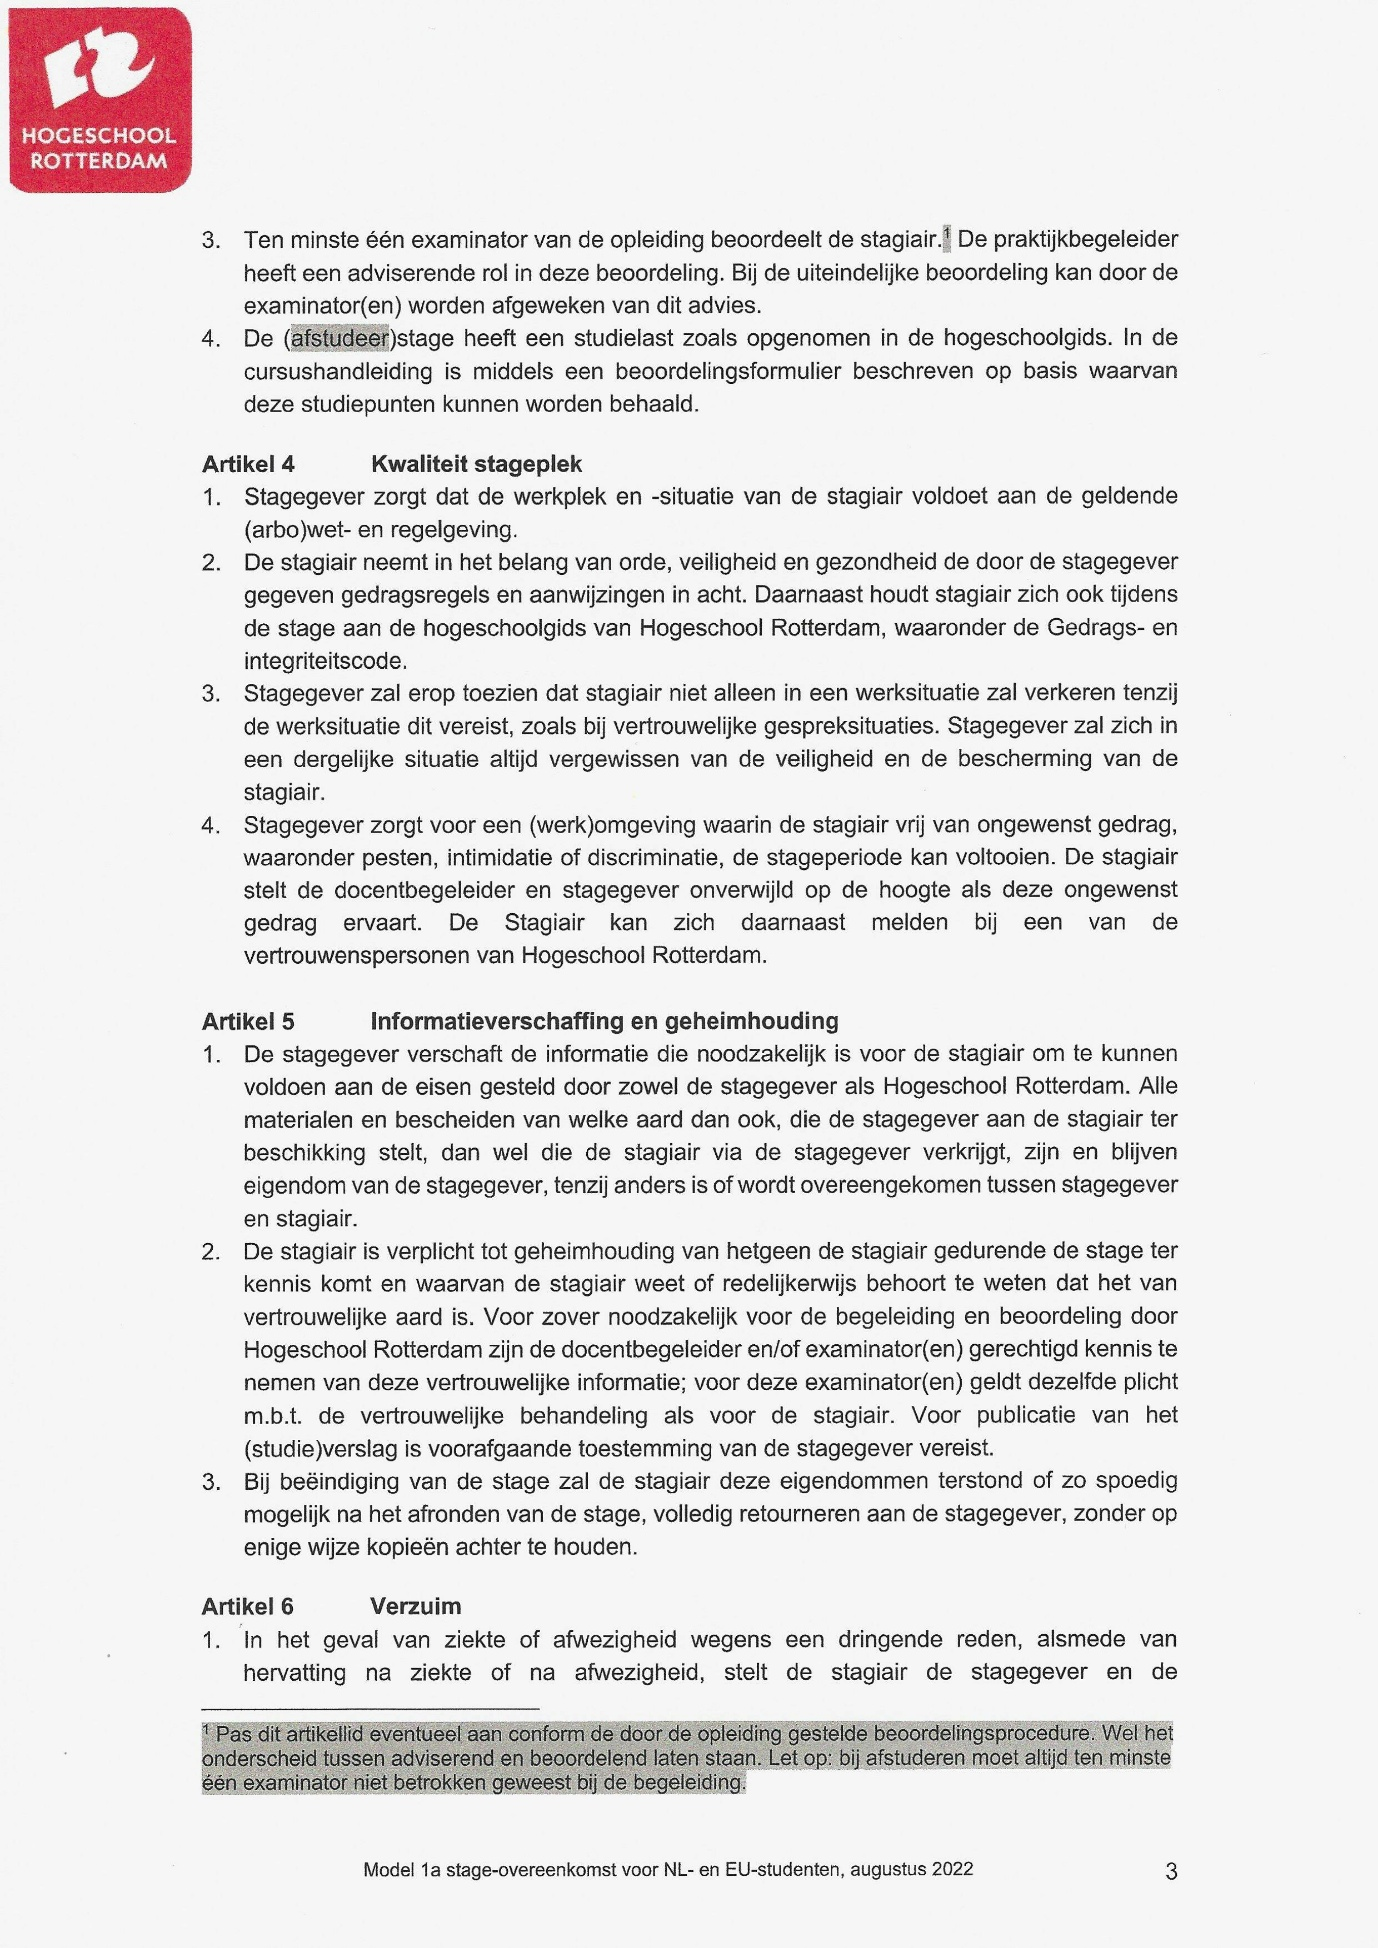 HOGESCHOOL
ROTTERDAM
3. Ten minste één examinator van de opleiding beoordeelt de stagiair.¹ De praktijkbegeleider
heeft een adviserende rol in deze beoordeling. Bij de uiteindelijke beoordeling kan door de
examinator(en) worden afgeweken van dit advies.
4. De (afstudeer)stage heeft een studielast zoals opgenomen in de hogeschoolgids. In de
cursushandleiding is middels een beoordelingsformulier beschreven op basis waarvan
deze studiepunten kunnen worden behaald.
Artikel 4 Kwaliteit stageplek
1. Stagegever zorgt dat de werkplek en -situatie van de stagiair voldoet aan de geldende
(arbo)wet- en regelgeving.
2. De stagiair neemt in het belang van orde, veiligheid en gezondheid de door de stagegever
gegeven gedragsregels en aanwijzingen in acht. Daarnaast houdt stagiair zich ook tijdens
de stage aan de hogeschoolgids van Hogeschool Rotterdam, waaronder de Gedrags- en
integriteitscode.
3. Stagegever zal erop toezien dat stagiair niet alleen in een werksituatie zal verkeren tenzij
de werksituatie dit vereist, zoals bij vertrouwelijke gespreksituaties. Stagegever zal zich in
een dergelijke situatie altijd vergewissen van de veiligheid en de bescherming van de
stagiair.
4. Stagegever zorgt voor een (werk)omgeving waarin de stagiair vrij van ongewenst gedrag,
waaronder pesten, intimidatie of discriminatie, de stageperiode kan voltooien. De stagiair
stelt de docentbegeleider en stagegever onverwijld op de hoogte als deze ongewenst
gedrag ervaart. De Stagiair kan zich daarnaast melden bij een van de
vertrouwenspersonen van Hogeschool Rotterdam.
Artikel 5 Informatieverschaffing en geheimhouding
1. De stagegever verschaft de informatie die noodzakelijk is voor de stagiair om te kunnen
voldoen aan de eisen gesteld door zowel de stagegever als Hogeschool Rotterdam. Alle
materialen en bescheiden van welke aard dan ook, die de stagegever aan de stagiair ter
beschikking stelt, dan wel die de stagiair via de stagegever verkrijgt, zijn en blijven
eigendom van de stagegever, tenzij anders is of wordt overeengekomen tussen stagegever
en stagiair.
2. De stagiair is verplicht tot geheimhouding van hetgeen de stagiair gedurende de stage ter
kennis komt en waarvan de stagiair weet of redelijkerwijs behoort te weten dat het van
vertrouwelijke aard is. Voor zover noodzakelijk voor de begeleiding en beoordeling door
Hogeschool Rotterdam zijn de docentbegeleider en/of examinator(en) gerechtigd kennis te
nemen van deze vertrouwelijke informatie; voor deze examinator(en) geldt dezelfde plicht
m.b.t. de vertrouwelijke behandeling als voor de stagiair. Voor publicatie van het
(studie)verslag is voorafgaande toestemming van de stagegever vereist.
3. Bij beëindiging van de stage zal de stagiair deze eigendommen terstond of zo spoedig
mogelijk na het afronden van de stage, volledig retourneren aan de stagegever, zonder op
enige wijze kopieën achter te houden.
Artikel 6 Verzuim
1. In het geval van ziekte of afwezigheid wegens een dringende reden, alsmede van
hervatting na ziekte of na afwezigheid, stelt de stagiair de stagegever en de
¹ Pas dit artikellid eventueel aan conform de door de opleiding gestelde beoordelingsprocedure. Wel het
onderscheid tussen adviserend en beoordelend laten staan. Let op: bij afstuderen moet altijd ten minste
één examinator niet betrokken geweest bij de begeleiding.
Model 1a stage-overeenkomst voor NL- en EU-studenten, augustus 2022 3